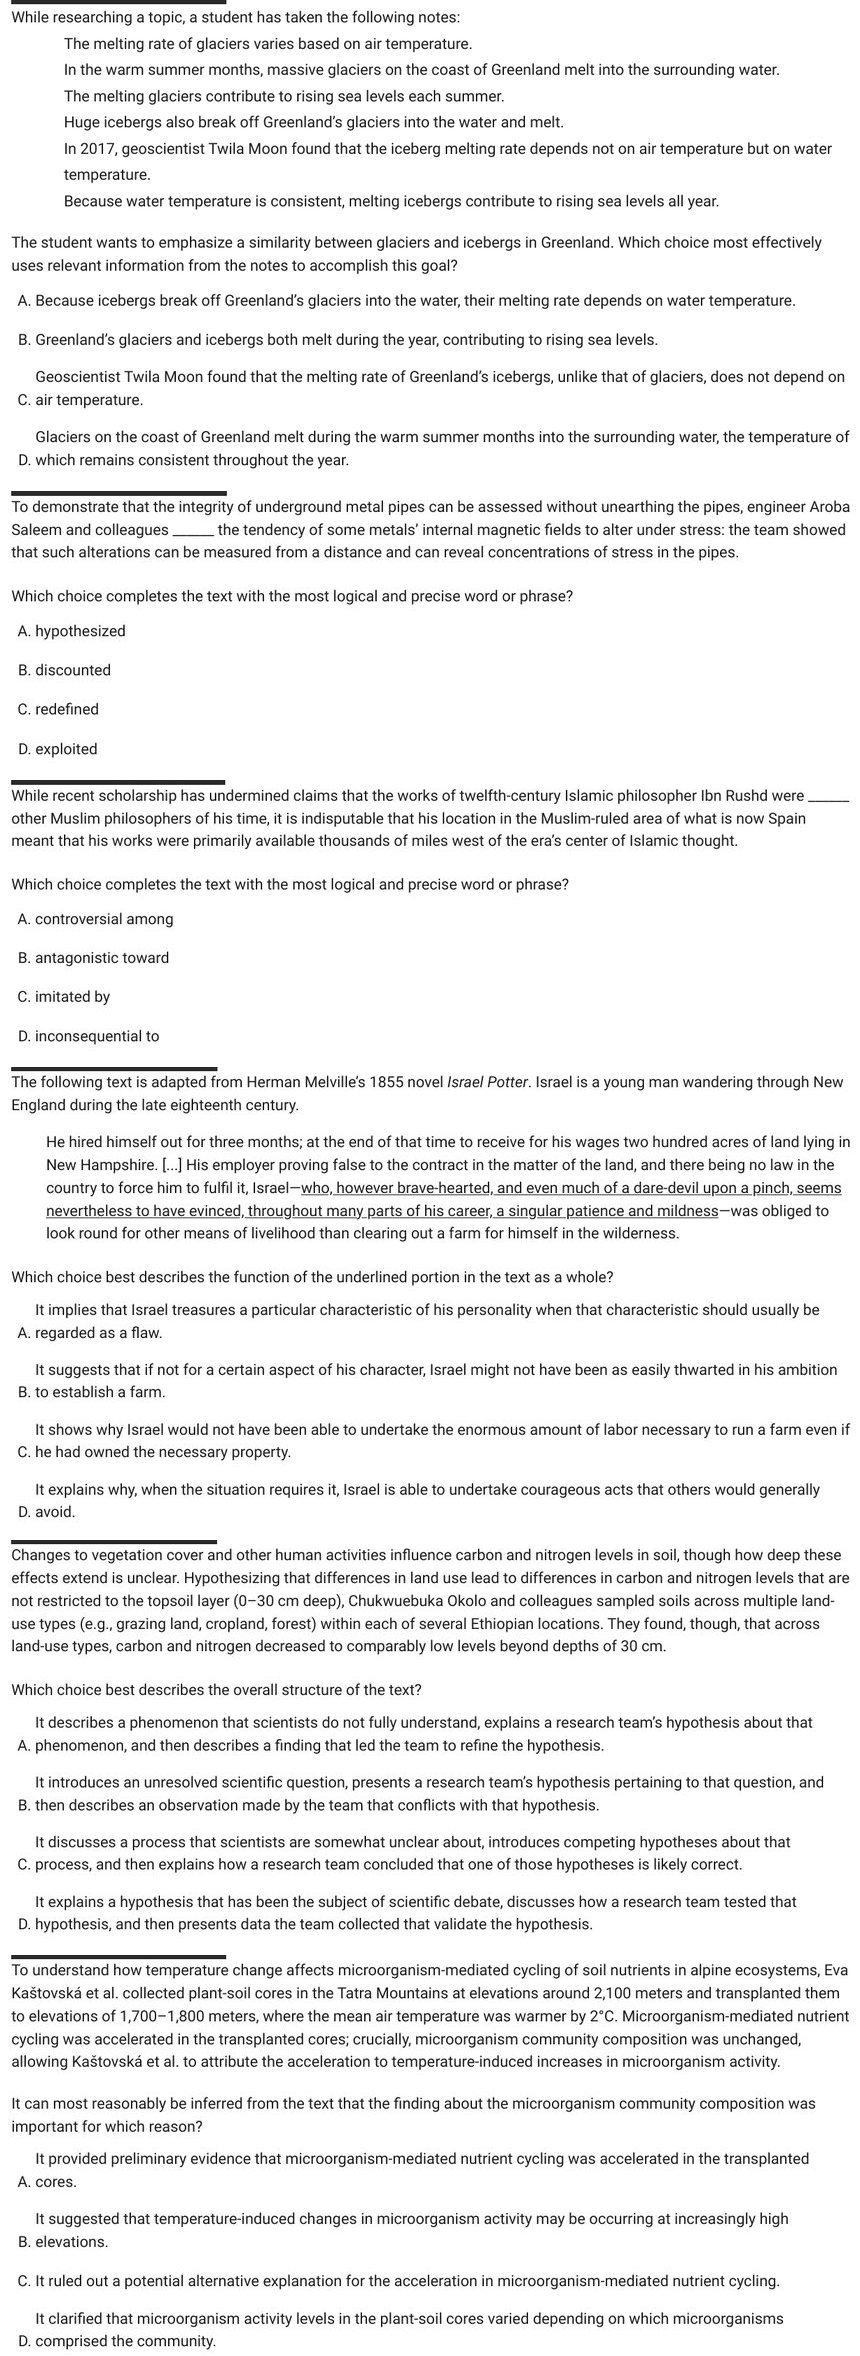 While researching a topic, a student has taken the following notes:
The melting rate of glaciers varies based on air temperature.
In the warm summer months, massive glaciers on the coast of Greenland melt into the surrounding water.
The melting glaciers contribute to rising sea levels each summer.
Huge icebergs also break off Greenland's glaciers into the water and melt.
In 2017, geoscientist Twila Moon found that the iceberg melting rate depends not on air temperature but on water
temperature.
Because water temperature is consistent, melting icebergs contribute to rising sea levels all year.
The student wants to emphasize a similarity between glaciers and icebergs in Greenland. Which choice most effectively
uses relevant information from the notes to accomplish this goal?
A. Because icebergs break off Greenland's glaciers into the water, their melting rate depends on water temperature.
B. Greenland's glaciers and icebergs both melt during the year, contributing to rising sea levels.
Geoscientist Twila Moon found that the melting rate of Greenland's icebergs, unlike that of glaciers, does not depend on
C. air temperature.
Glaciers on the coast of Greenland melt during the warm summer months into the surrounding water, the temperature of
D. which remains consistent throughout the year.
To demonstrate that the integrity of underground metal pipes can be assessed without unearthing the pipes, engineer Aroba
Saleem and colleagues ______ the tendency of some metals' internal magnetic fields to alter under stress: the team showed
that such alterations can be measured from a distance and can reveal concentrations of stress in the pipes.
Which choice completes the text with the most logical and precise word or phrase?
A. hypothesized
B. discounted
C. redefined
D. exploited
While recent scholarship has undermined claims that the works of twelfth-century Islamic philosopher Ibn Rushd were ______
other Muslim philosophers of his time, it is indisputable that his location in the Muslim-ruled area of what is now Spain
meant that his works were primarily available thousands of miles west of the era's center of Islamic thought.
Which choice completes the text with the most logical and precise word or phrase?
A. controversial among
B. antagonistic toward
C. imitated by
D. inconsequential to
The following text is adapted from Herman Melville's 1855 novel Israel Potter. Israel is a young man wandering through New
England during the late eighteenth century.
He hired himself out for three months; at the end of that time to receive for his wages two hundred acres of land lying in
New Hampshire. [...] His employer proving false to the contract in the matter of the land, and there being no law in the
country to force him to fulfil it, Israel—who, however brave-hearted, and even much of a dare-devil upon a pinch, seems
nevertheless to have evinced, throughout many parts of his career, a singular patience and mildness—was obliged to
look round for other means of livelihood than clearing out a farm for himself in the wilderness.
Which choice best describes the function of the underlined portion in the text as a whole?
It implies that Israel treasures a particular characteristic of his personality when that characteristic should usually be
A. regarded as a flaw.
It suggests that if not for a certain aspect of his character, Israel might not have been as easily thwarted in his ambition
B. to establish a farm.
It shows why Israel would not have been able to undertake the enormous amount of labor necessary to run a farm even if
C. he had owned the necessary property.
It explains why, when the situation requires it, Israel is able to undertake courageous acts that others would generally
D. avoid.
Changes to vegetation cover and other human activities influence carbon and nitrogen levels in soil, though how deep these
effects extend is unclear. Hypothesizing that differences in land use lead to differences in carbon and nitrogen levels that are
not restricted to the topsoil layer (0–30 cm deep), Chukwuebuka Okolo and colleagues sampled soils across multiple land-
use types (e.g., grazing land, cropland, forest) within each of several Ethiopian locations. They found, though, that across
land-use types, carbon and nitrogen decreased to comparably low levels beyond depths of 30 cm.
Which choice best describes the overall structure of the text?
It describes a phenomenon that scientists do not fully understand, explains a research team's hypothesis about that
A. phenomenon, and then describes a finding that led the team to refine the hypothesis.
It introduces an unresolved scientific question, presents a research team's hypothesis pertaining to that question, and
B. then describes an observation made by the team that conflicts with that hypothesis.
It discusses a process that scientists are somewhat unclear about, introduces competing hypotheses about that
C. process, and then explains how a research team concluded that one of those hypotheses is likely correct.
It explains a hypothesis that has been the subject of scientific debate, discusses how a research team tested that
D. hypothesis, and then presents data the team collected that validate the hypothesis.
To understand how temperature change affects microorganism-mediated cycling of soil nutrients in alpine ecosystems, Eva
Kaštovská et al. collected plant-soil cores in the Tatra Mountains at elevations around 2,100 meters and transplanted them
to elevations of 1,700–1,800 meters, where the mean air temperature was warmer by 2°C. Microorganism-mediated nutrient
cycling was accelerated in the transplanted cores; crucially, microorganism community composition was unchanged,
allowing Kaštovská et al. to attribute the acceleration to temperature-induced increases in microorganism activity.
It can most reasonably be inferred from the text that the finding about the microorganism community composition was
important for which reason?
It provided preliminary evidence that microorganism-mediated nutrient cycling was accelerated in the transplanted
A. cores.
It suggested that temperature-induced changes in microorganism activity may be occurring at increasingly high
B. elevations.
C. It ruled out a potential alternative explanation for the acceleration in microorganism-mediated nutrient cycling.
It clarified that microorganism activity levels in the plant-soil cores varied depending on which microorganisms
D. comprised the community.